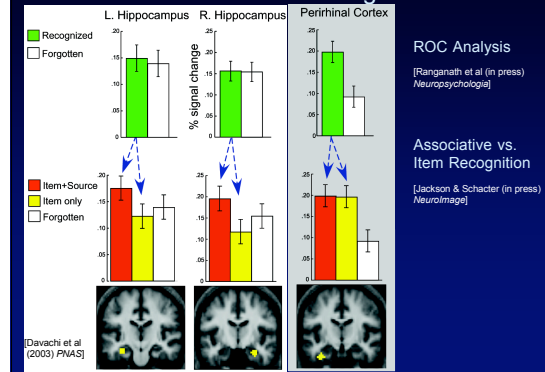 L. Hippocampus R. Hippocampus Perirhinal Cortex
Recognized
Forgotten
% signal change
.20
.15
.10
.05
0
.25
.20
.15
.10
.05
0
.25
.20
.15
.10
.05
0
ROC Analysis
[Ranganath et al (in press)
Neuropsychologia]
Associative vs.
Item Recognition
[Jackson & Schacter (in press)
NeuroImage]
Item+Source
Item only
Forgotten
.20
.15
.10
.05
0
.25
.20
.15
.10
.05
0
.25
.20
.15
.10
.05
0
[Davachi et al
(2003) PNAS]